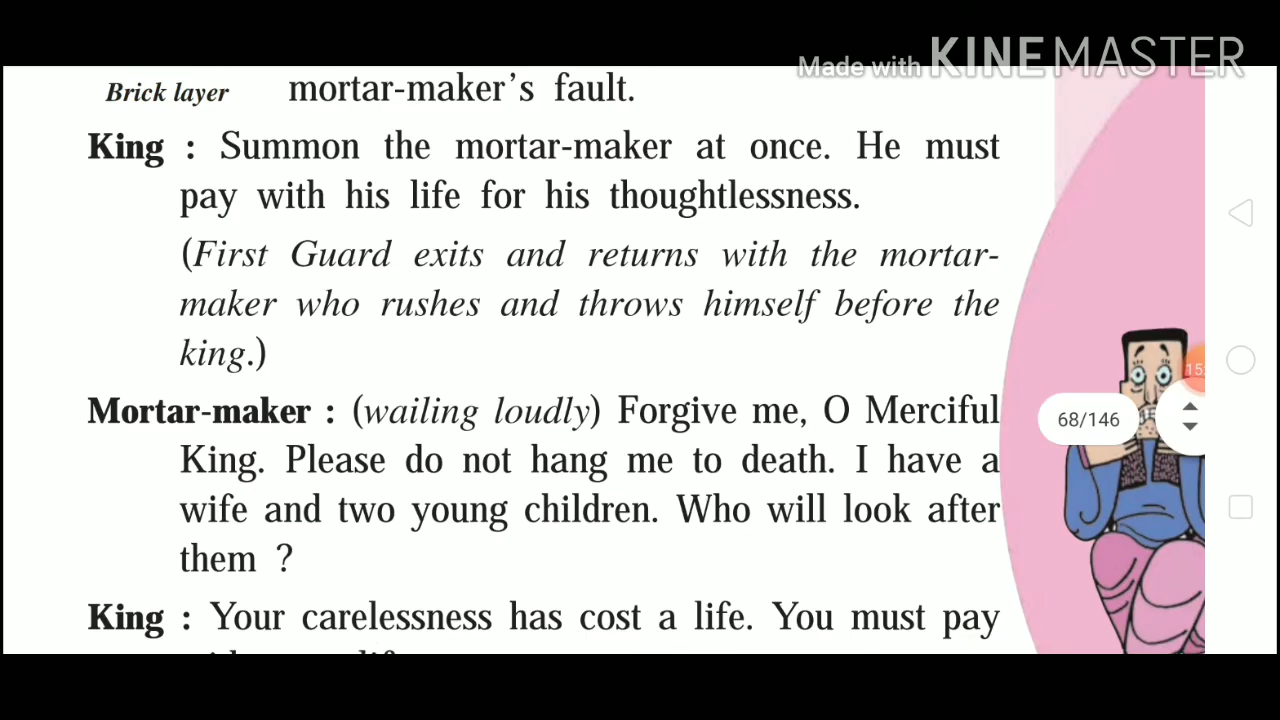 Made with KINEMASTER
Brick layer mortar-maker's fault.
King : Summon the mortar-maker at once. He must
pay with his life for his thoughtlessness.
(First Guard exits and returns with the mortar-
maker who rushes and throws himself before the
king.)
Mortar-maker : (wailing loudly) Forgive me, O Merciful
King. Please do not hang me to death. I have a
wife and two young children. Who will look after
them ?
68/146
King : Your carelessness has cost a life. You must pay